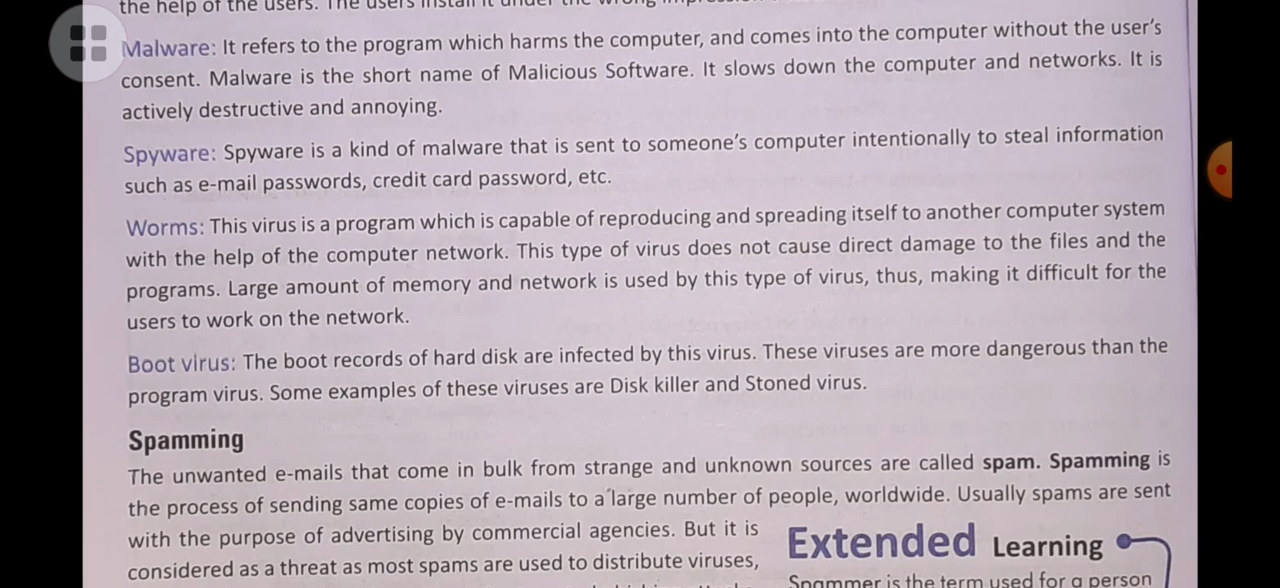 the help of the users. The users install it under the wrong
Malware: It refers to the program which harms the computer, and comes into the computer without the user's
consent. Malware is the short name of Malicious Software. It slows down the computer and networks. It is
actively destructive and annoying.
Spyware: Spyware is a kind of malware that is sent to someone's computer intentionally to steal information
such as e-mail passwords, credit card password, etc.
Worms: This virus is a program which is capable of reproducing and spreading itself to another computer system
with the help of the computer network. This type of virus does not cause direct damage to the files and the
programs. Large amount of memory and network is used by this type of virus, thus, making it difficult for the
users to work on the network.
Boot virus: The boot records of hard disk are infected by this virus. These viruses are more dangerous than the
program virus. Some examples of these viruses are Disk killer and Stoned virus.
Spamming
The unwanted e-mails that come in bulk from strange and unknown sources are called spam. Spamming is
the process of sending same copies of e-mails to a large number of people, worldwide. Usually spams are sent
with the purpose of advertising by commercial agencies. But it is
considered as a threat as most spams are used to distribute viruses,
Extended Learning
Spammer is the term used for a person